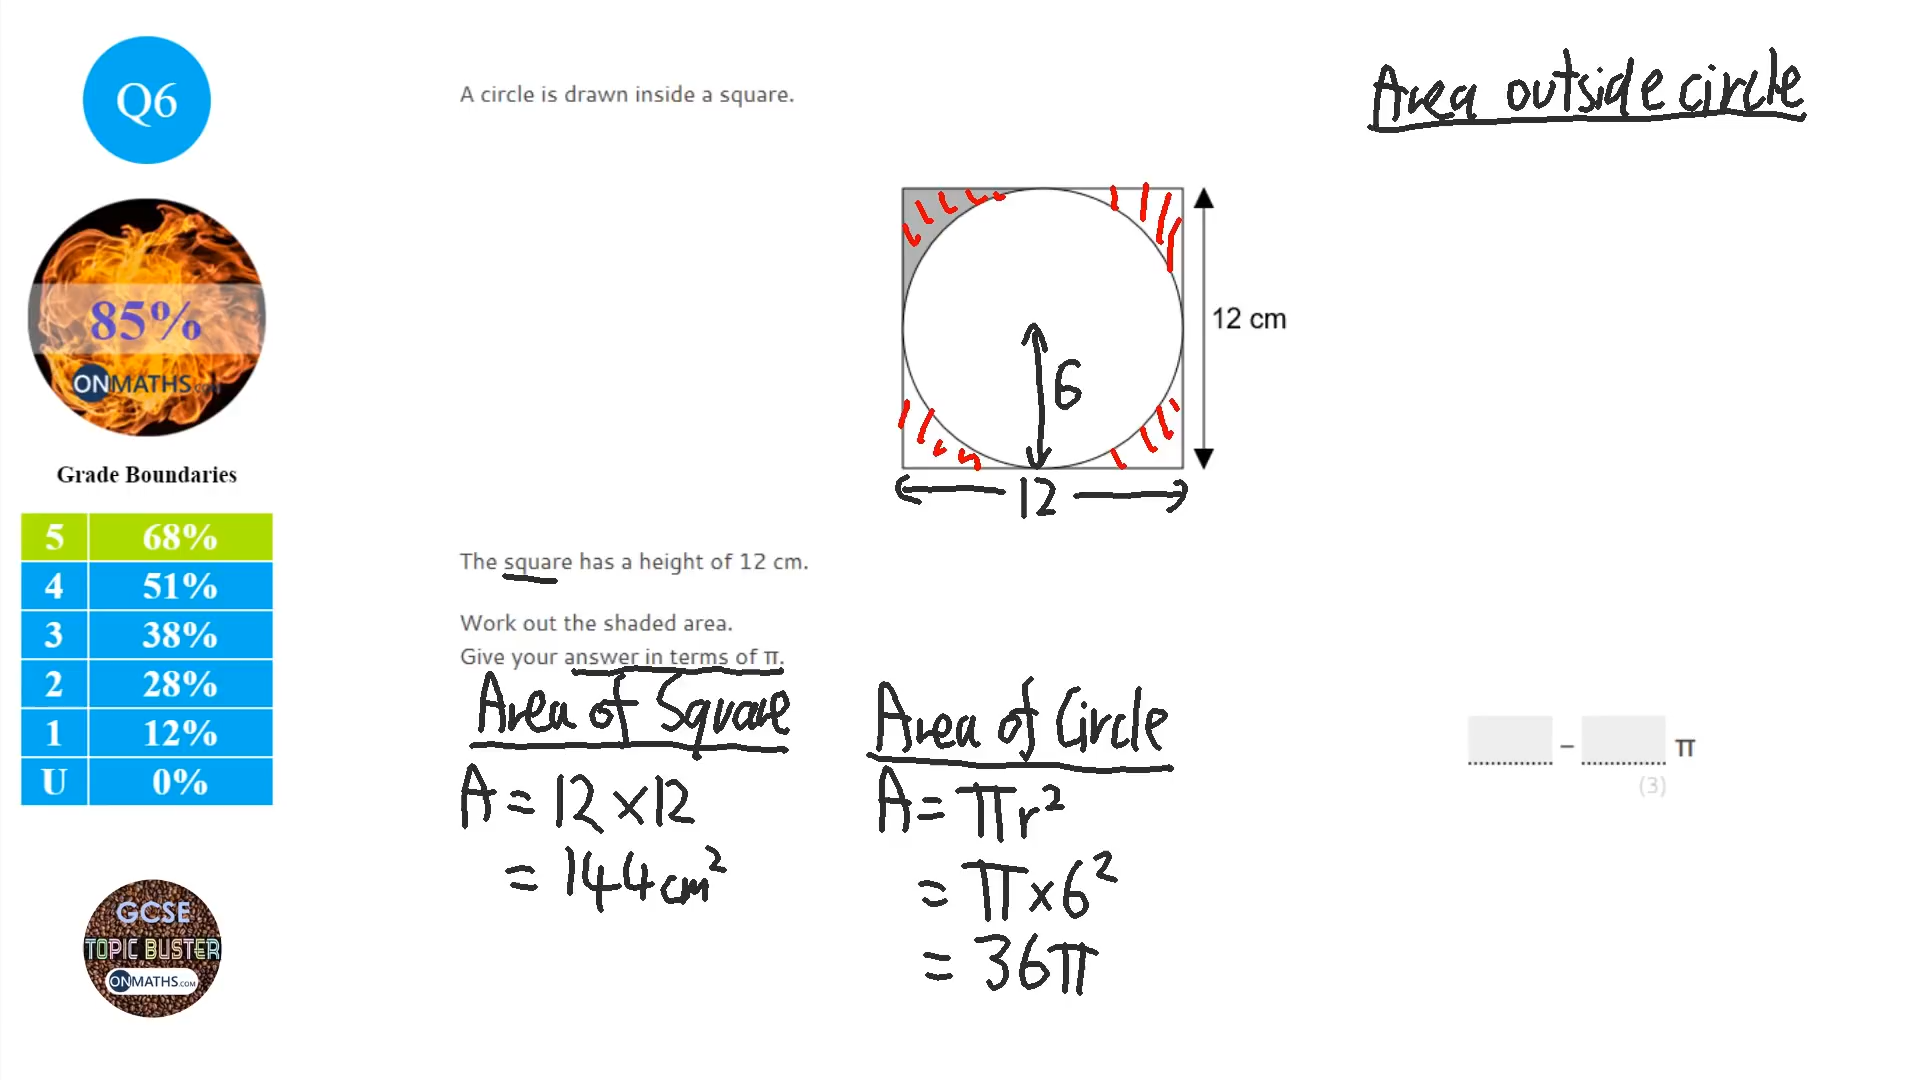 Q6
A circle is drawn inside a square.
Area outside circle
85%
ONMATHS.com
12 cm
6
12
Grade Boundaries
5 68%
4 51%
3 38%
2 28%
1 12%
U 0%
The square has a height of 12 cm.
Work out the shaded area.
Give your answer in terms of π.
Area of Square
A = 12 × 12
= 144cm²
Area of Circle
A = πr²
= π × 6²
= 36π
– π
(3)
GCSE
TOPIC BUSTER
ONMATHS.COM